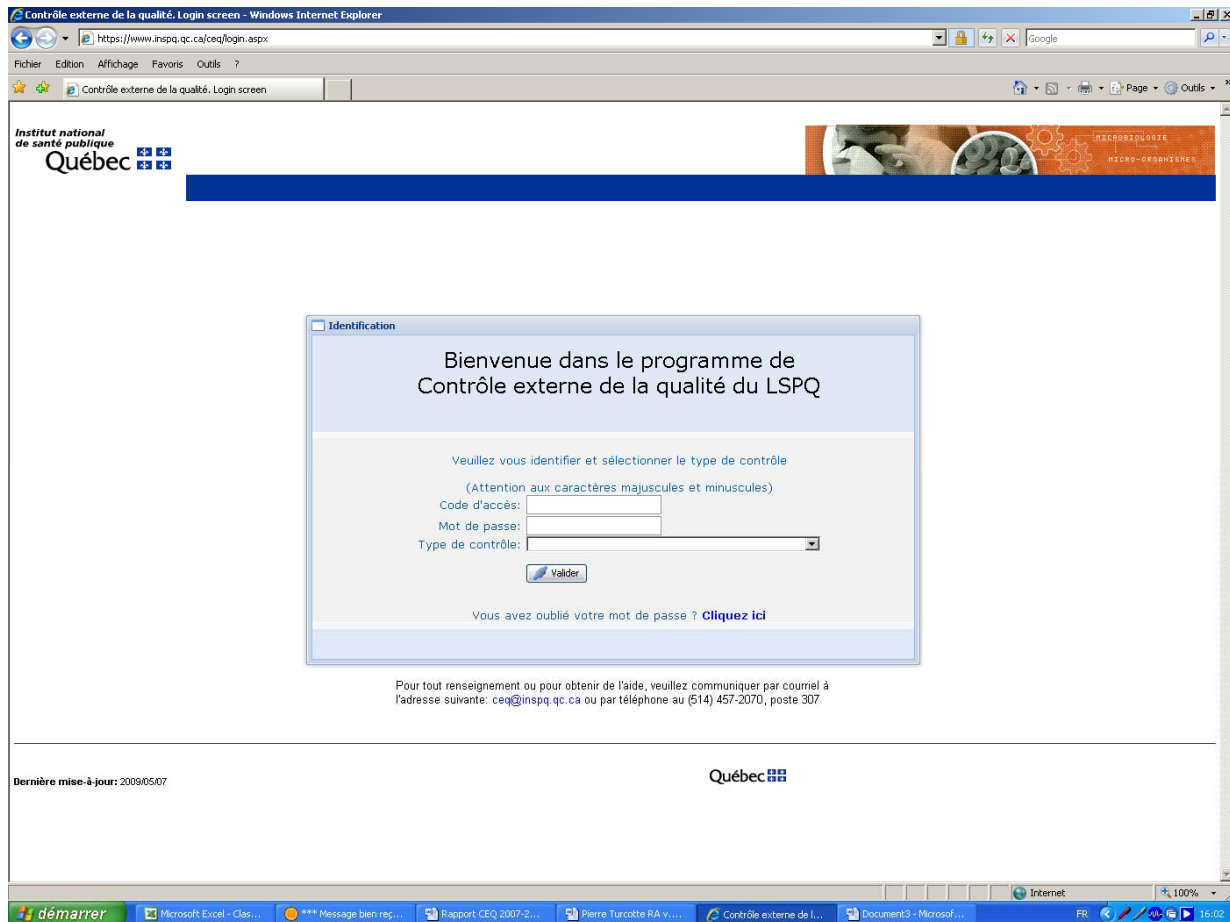 Contrôle externe de la qualité. Login screen - Windows Internet Explorer
https://www.inspq.qc.ca/ceq/login.aspx
Google
Fichier Edition Affichage Favoris Outils ?
Contrôle externe de la qualité. Login screen
Page Outils
Institut national
de santé publique
Québec
MICROBIOLOGIE
MICRO-ORGANISMES
Identification
Bienvenue dans le programme de
Contrôle externe de la qualité du LSPQ
Veuillez vous identifier et sélectionner le type de contrôle
(Attention aux caractères majuscules et minuscules)
Code d'accès:
Mot de passe:
Type de contrôle:
Valider
Vous avez oublié votre mot de passe ? Cliquez ici
Pour tout renseignement ou pour obtenir de l'aide, veuillez communiquer par courriel à
l'adresse suivante: ceq@inspq.qc.ca ou par téléphone au (514) 457-2070, poste 307
Dernière mise-à-jour: 2009/05/07
Québec
Internet 100%
démarrer Microsoft Excel - Clas... *** Message bien reç... Rapport CEQ 2007-2... Pierre Turcotte RA v.... Contrôle externe de l... Document3 - Microsof... FR 16:02